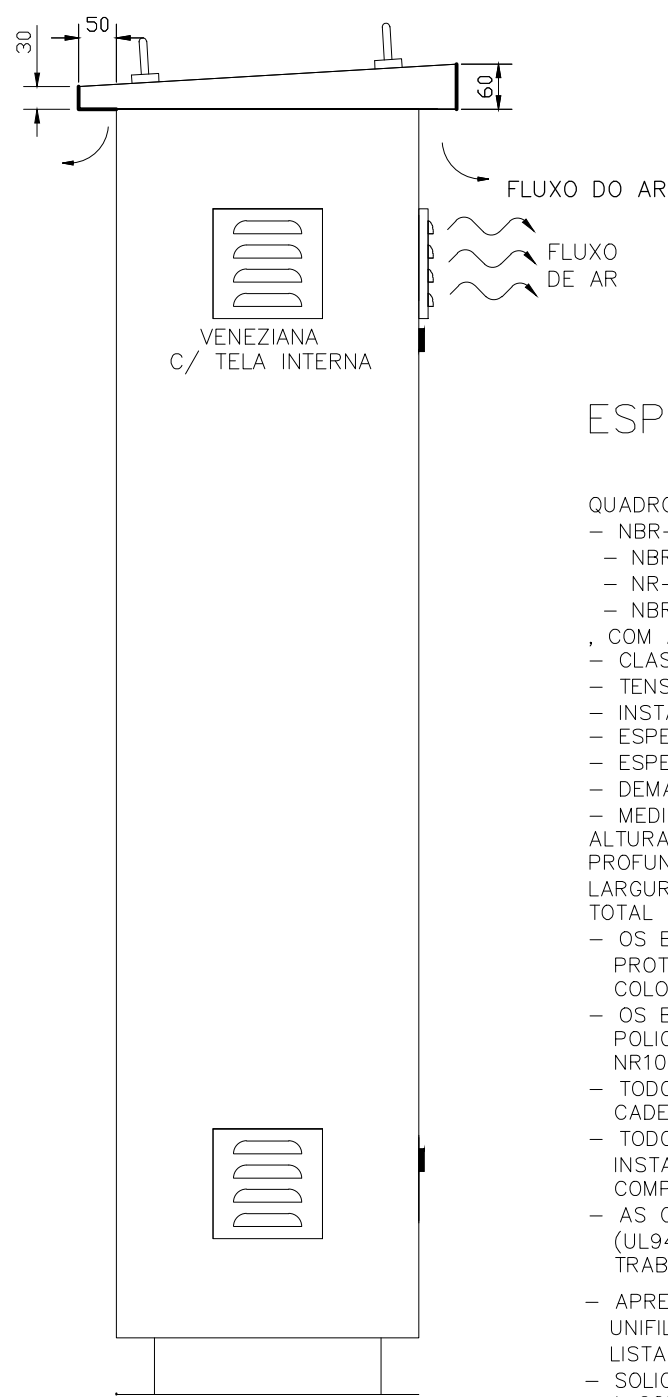 50
30
60
FLUXO DO AR
FLUXO
DE AR
VENEZIANA
C/ TELA INTERNA
ESP
QUADRO
– NBR-
– NBR
– NR-
– NBR
, COM
– CLAS
– TENS
– INSTA
– ESPE
– ESPE
– DEMA
– MEDI
ALTURA
PROFUN
LARGUR
TOTAL
– OS E
PROT
COLO
– OS E
POLIC
NR10
– TODO
CADE
– TODO
INSTA
COMP
– AS
(UL94
TRAB
– APRE
UNIFIL
LISTA
– SOLIC